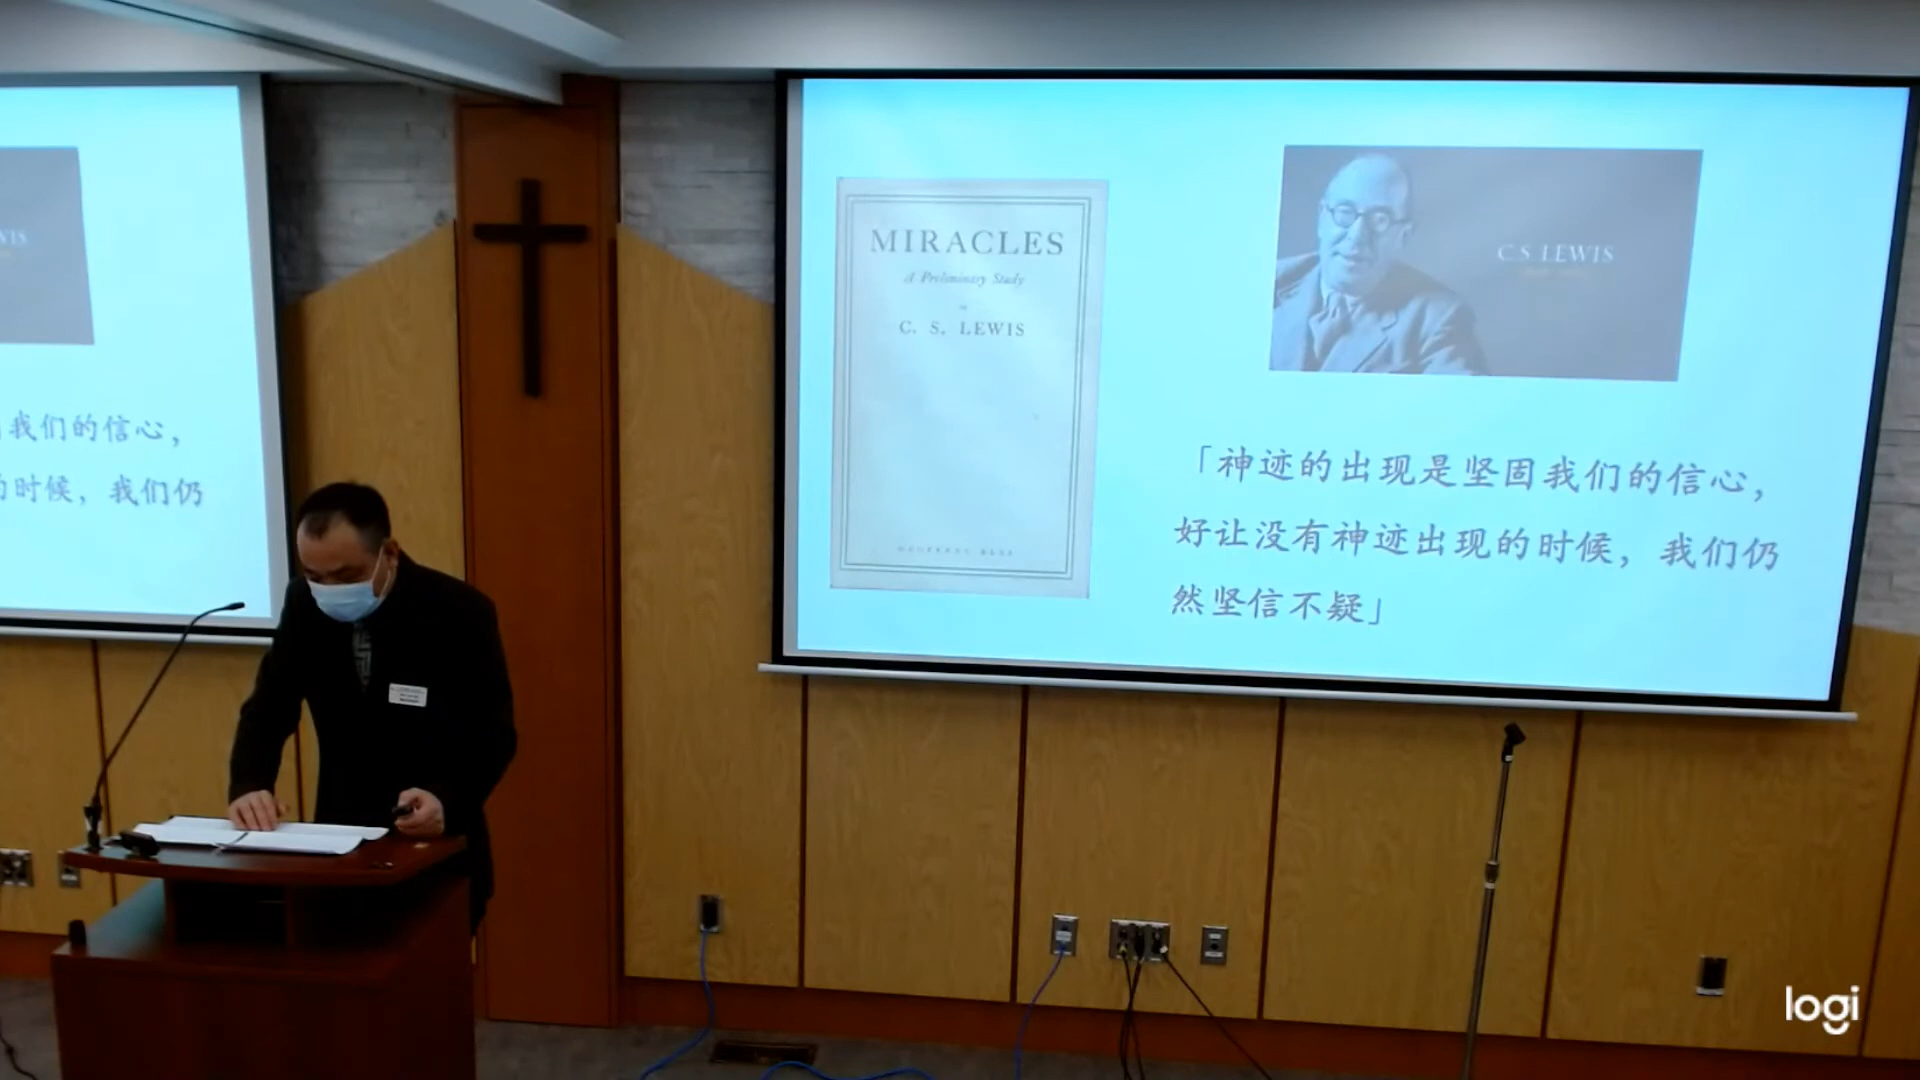 VIS
我们的信心，
时候，我们仍
MIRACLES
A Preliminary Study
by
C. S. LEWIS
C.S. LEWIS
「神迹的出现是坚固我们的信心，
好让没有神迹出现的时候，我们仍
然坚信不疑」
logi